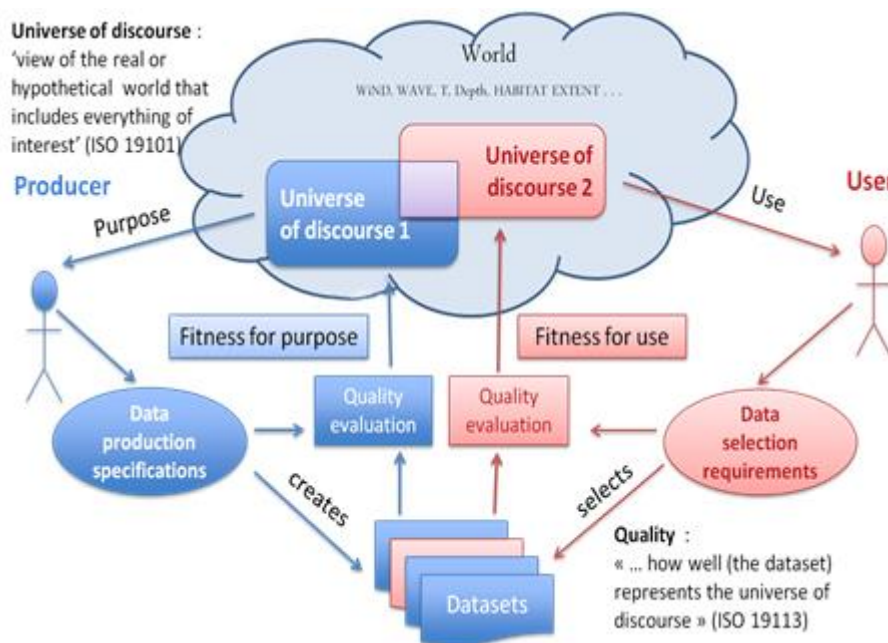 Universe of discourse :
'view of the real or
hypothetical world that
includes everything of
interest' (ISO 19101)
World
WiND, WAVE, T, Depth, HABITAT EXTENT . . .
Producer
User
Universe
of discourse 1
Universe of
discourse 2
Purpose
Use
Fitness for purpose
Fitness for use
Data
production
specifications
Quality
evaluation
Quality
evaluation
Data
selection
requirements
creates
selects
Datasets
Quality :
« ... how well (the dataset)
represents the universe of
discourse » (ISO 19113)